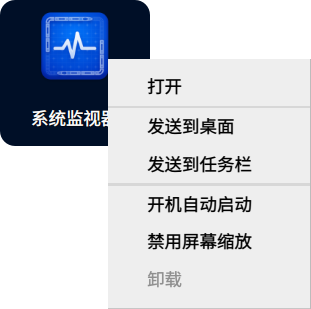 系统监视器
打开
发送到桌面
发送到任务栏
开机自动启动
禁用屏幕缩放
卸载